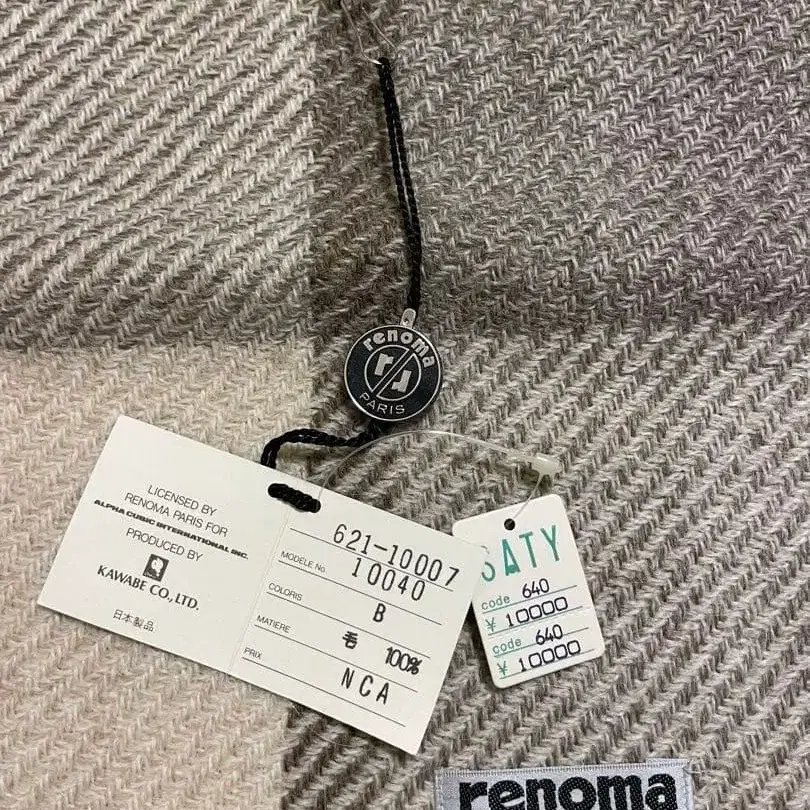 renoma
PARIS
LICENSED BY
RENOMA PARIS FOR
ALPHA CUBIC INTERNATIONAL INC.
PRODUCED BY
KAWABE CO., LTD.
日本製品
621-10007
MODELE No. 10040
COLORIS B
MATIERE 毛 100%
PRIX NCA
SATY
code 640
¥ 10000
code 640
¥ 10000
renoma